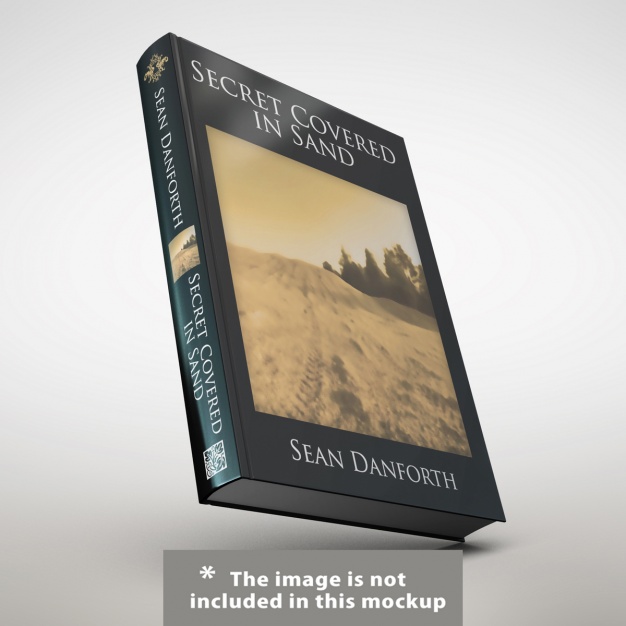 SECRET COVERED
IN SAND
SEAN DANFORTH
SEAN DANFORTH
SECRET COVERED
IN SAND
* The image is not
included in this mockup